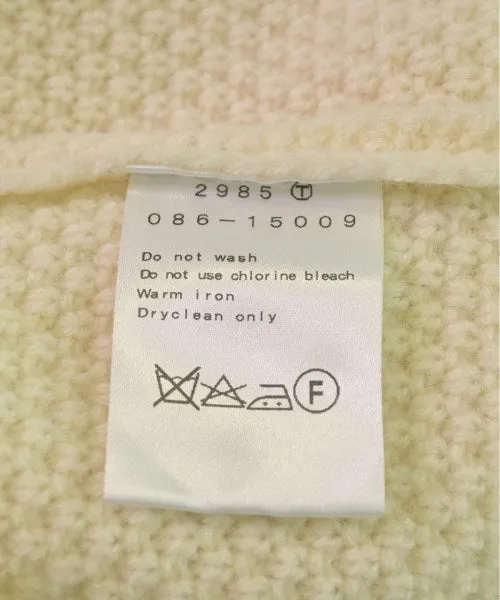 2985 Ⓣ
086-15009
Do not wash
Do not use chlorine bleach
Warm iron
Dryclean only
F